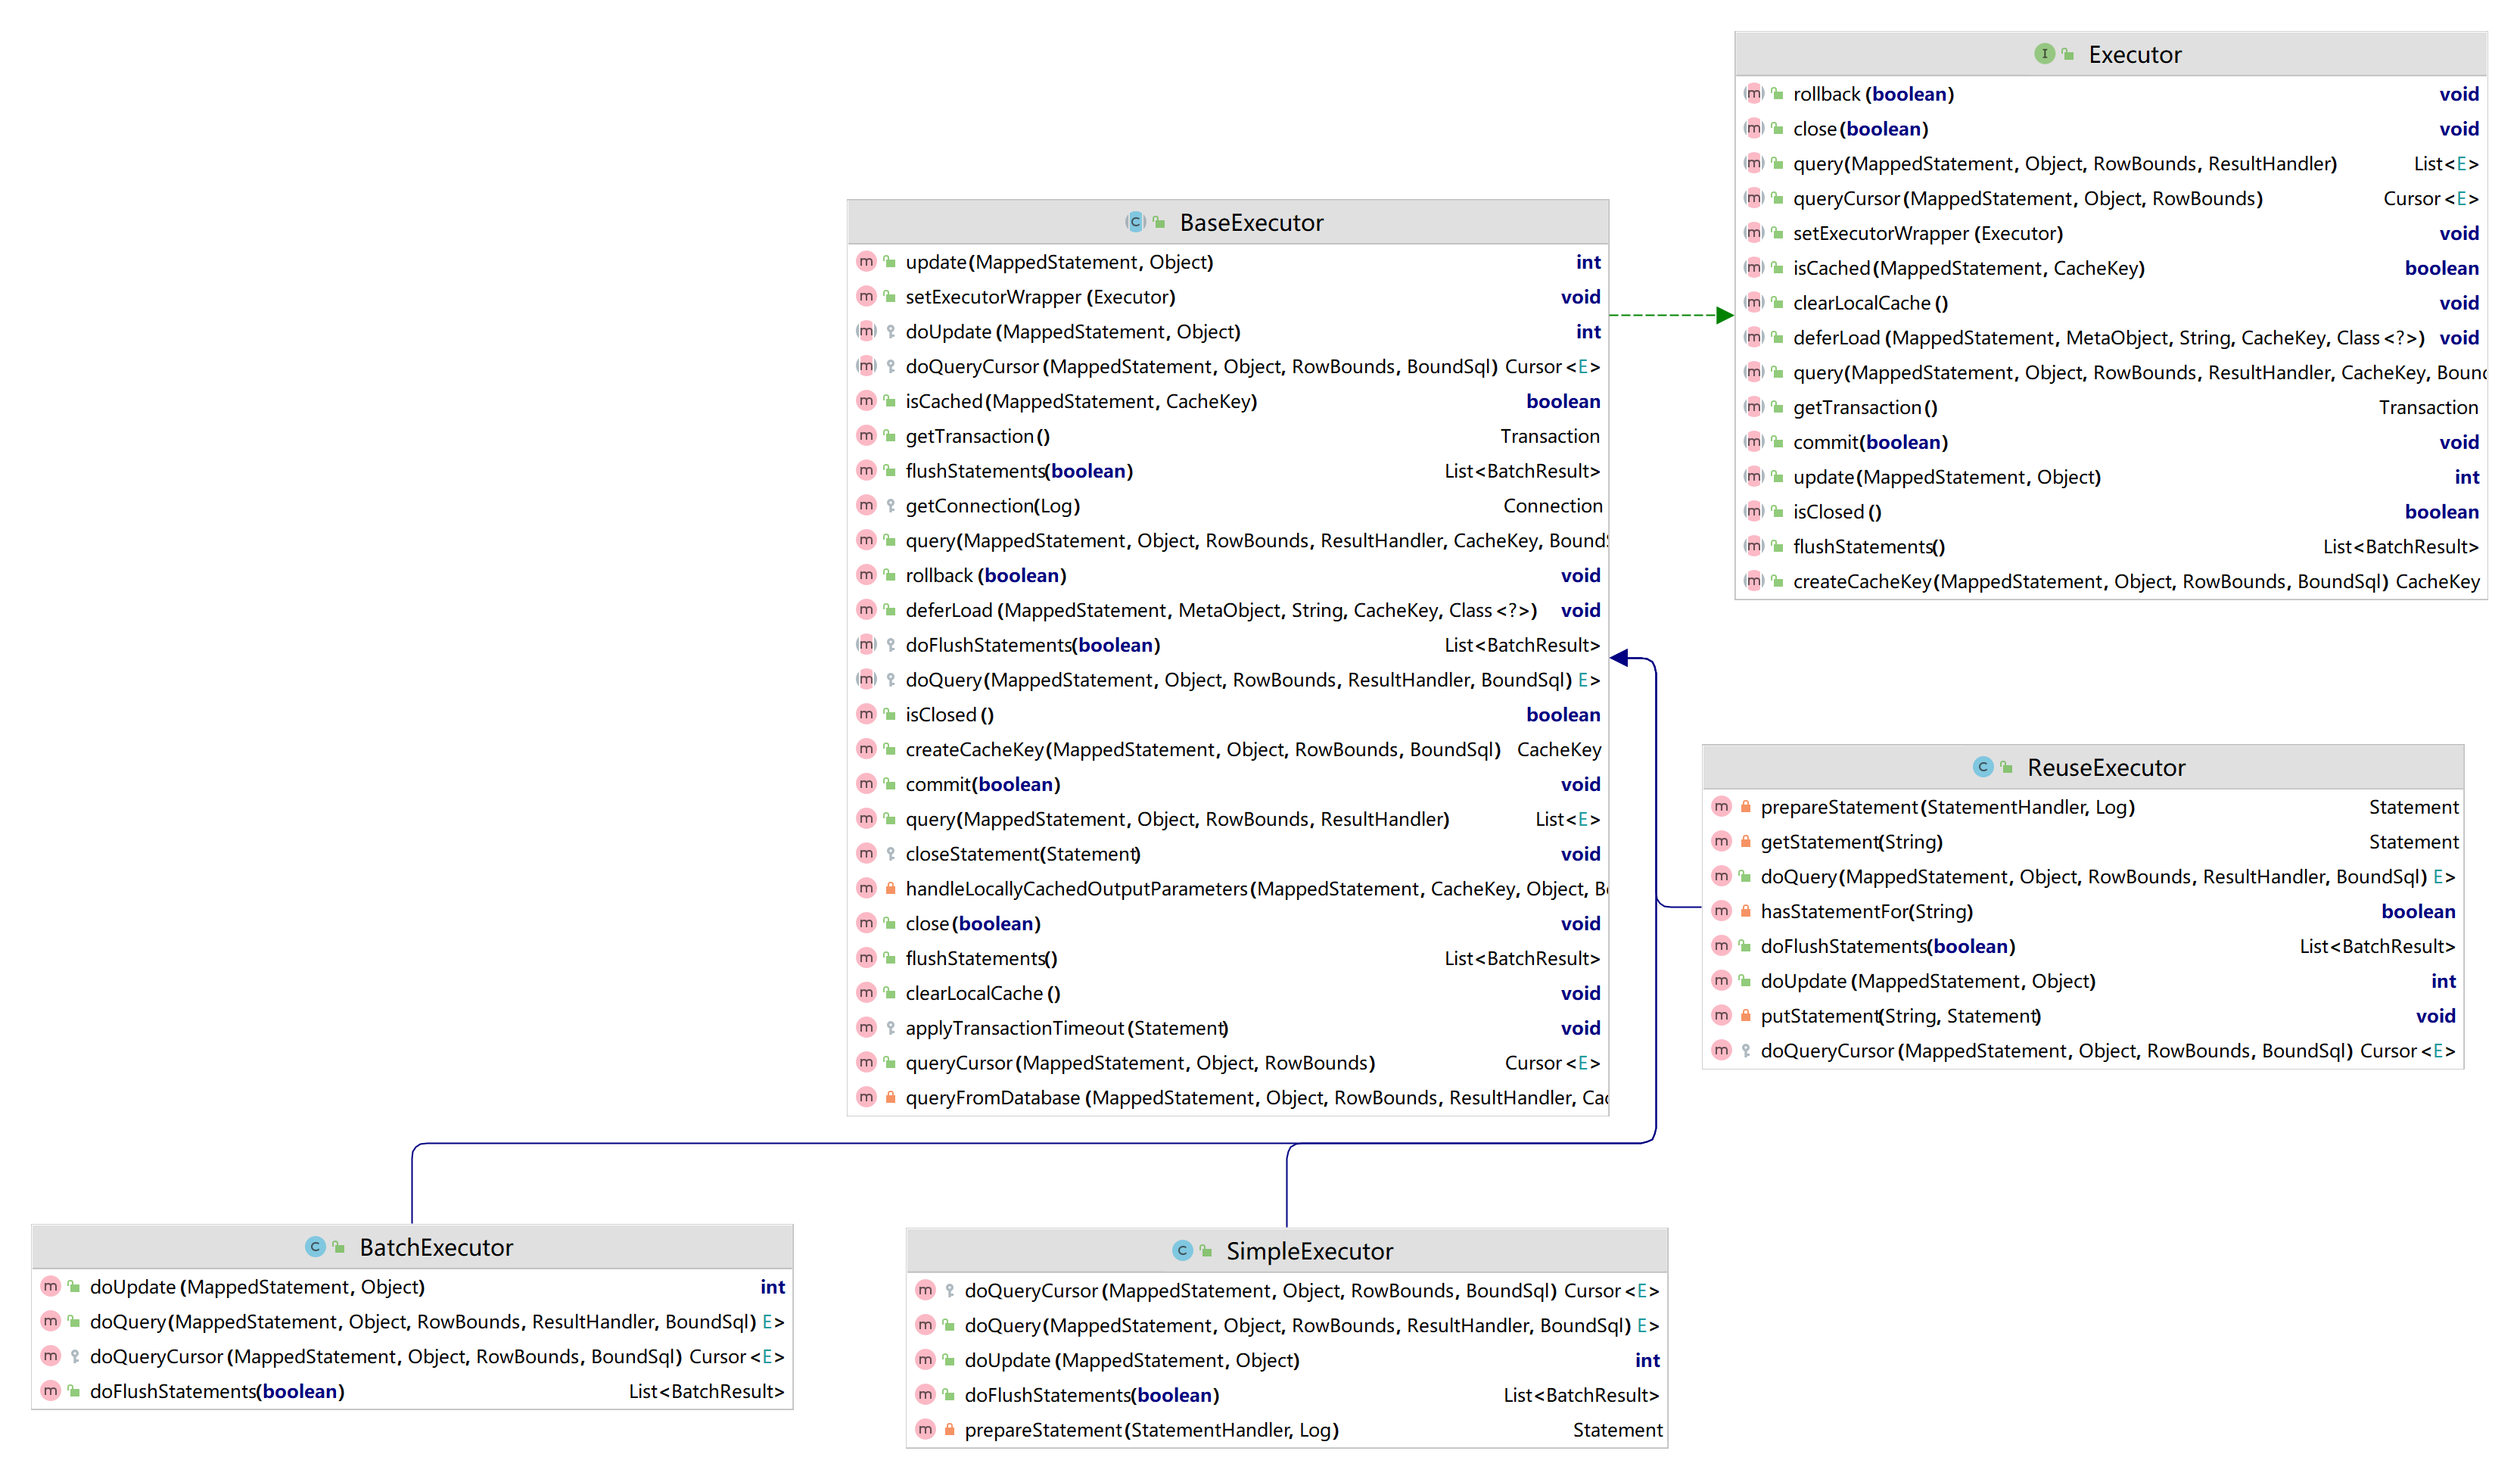 Executor
rollback (boolean) void
close(boolean) void
query(MappedStatement, Object, RowBounds, ResultHandler) List<E>
queryCursor(MappedStatement, Object, RowBounds) Cursor<E>
setExecutorWrapper (Executor) void
isCached(MappedStatement, CacheKey) boolean
clearLocalCache () void
deferLoad (MappedStatement, MetaObject, String, CacheKey, Class<?>) void
query(MappedStatement, Object, RowBounds, ResultHandler, CacheKey, Boun
getTransaction() Transaction
commit(boolean) void
update(MappedStatement, Object) int
isClosed () boolean
flushStatements() List<BatchResult>
createCacheKey(MappedStatement, Object, RowBounds, BoundSql) CacheKey
BaseExecutor
update(MappedStatement, Object) int
setExecutorWrapper (Executor) void
doUpdate (MappedStatement, Object) int
doQueryCursor(MappedStatement, Object, RowBounds, BoundSql) Cursor<E>
isCached(MappedStatement, CacheKey) boolean
getTransaction() Transaction
flushStatements(boolean) List<BatchResult>
getConnection(Log) Connection
query(MappedStatement, Object, RowBounds, ResultHandler, CacheKey, Bound
rollback (boolean) void
deferLoad (MappedStatement, MetaObject, String, CacheKey, Class<?>) void
doFlushStatements(boolean) List<BatchResult>
doQuery(MappedStatement, Object, RowBounds, ResultHandler, BoundSql) E>
isClosed () boolean
createCacheKey(MappedStatement, Object, RowBounds, BoundSql) CacheKey
commit(boolean) void
query(MappedStatement, Object, RowBounds, ResultHandler) List<E>
closeStatement(Statement) void
handleLocallyCachedOutputParameters(MappedStatement, CacheKey, Object, B
close(boolean) void
flushStatements() List<BatchResult>
clearLocalCache () void
applyTransactionTimeout (Statement) void
queryCursor(MappedStatement, Object, RowBounds) Cursor<E>
queryFromDatabase (MappedStatement, Object, RowBounds, ResultHandler, Cac
ReuseExecutor
prepareStatement(StatementHandler, Log) Statement
getStatement(String) Statement
doQuery(MappedStatement, Object, RowBounds, ResultHandler, BoundSql) E>
hasStatementFor(String) boolean
doFlushStatements(boolean) List<BatchResult>
doUpdate (MappedStatement, Object) int
putStatement(String, Statement) void
doQueryCursor(MappedStatement, Object, RowBounds, BoundSql) Cursor<E>
BatchExecutor
doUpdate (MappedStatement, Object) int
doQuery(MappedStatement, Object, RowBounds, ResultHandler, BoundSql) E>
doQueryCursor(MappedStatement, Object, RowBounds, BoundSql) Cursor<E>
doFlushStatements(boolean) List<BatchResult>
SimpleExecutor
doQueryCursor(MappedStatement, Object, RowBounds, BoundSql) Cursor<E>
doQuery(MappedStatement, Object, RowBounds, ResultHandler, BoundSql) E>
doUpdate (MappedStatement, Object) int
doFlushStatements(boolean) List<BatchResult>
prepareStatement(StatementHandler, Log) Statement